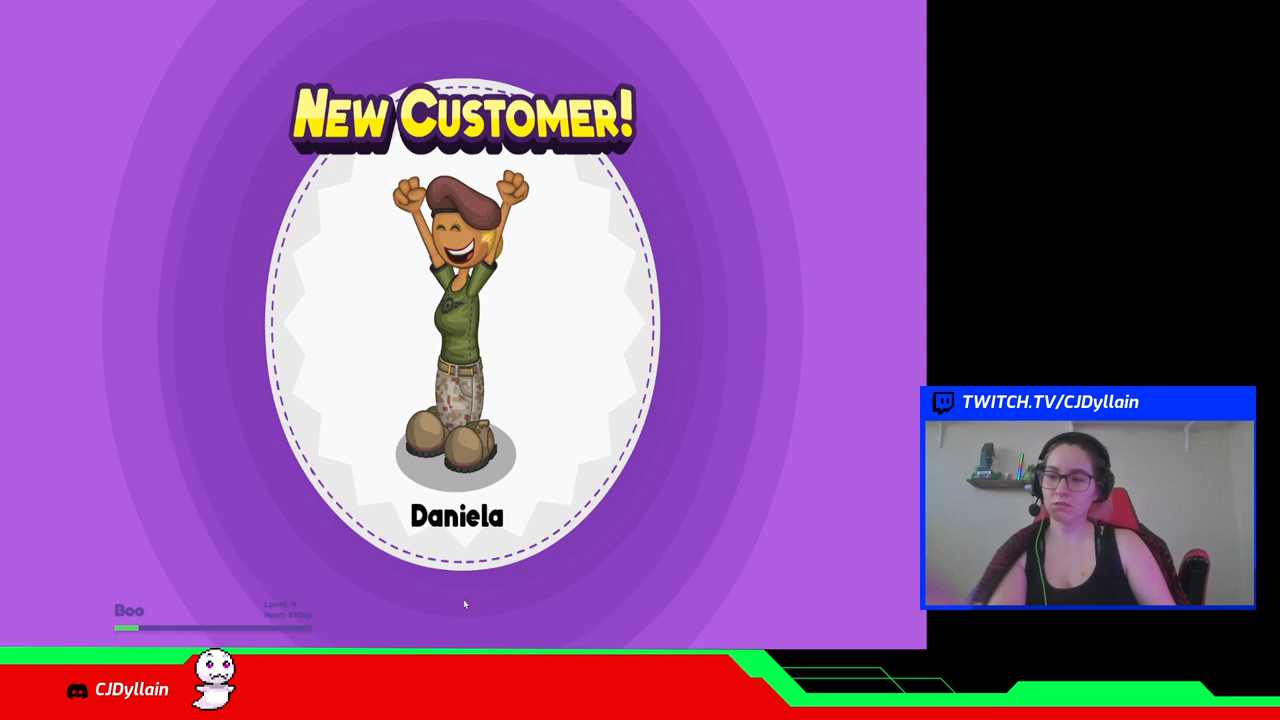 NEW CUSTOMER!
Daniela
Boo
TWITCH.TV/CJDyllain
CJDyllain